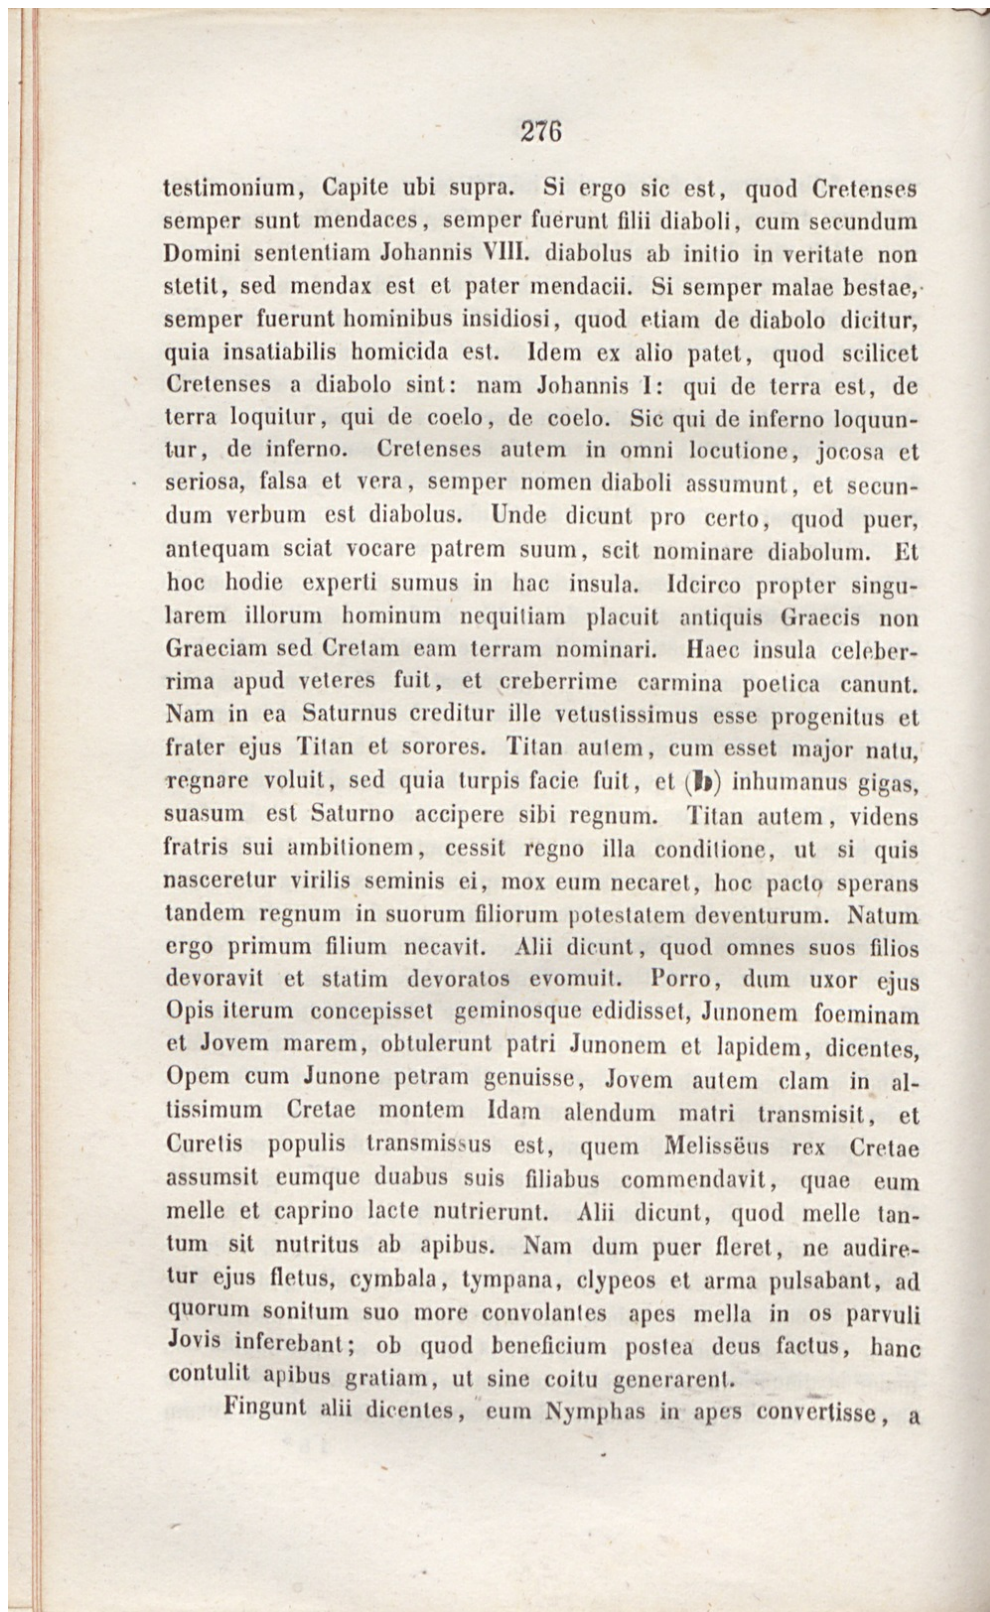 276
testimonium, Capite ubi supra. Si ergo sic est, quod Cretenses
semper sunt mendaces, semper fuerunt filii diaboli, cum secundum
Domini sententiam Johannis VIII. diabolus ab initio in veritate non
stetit, sed mendax est et pater mendacii. Si semper malae bestae,
semper fuerunt hominibus insidiosi, quod etiam de diabolo dicitur,
quia insatiabilis homicida est. Idem ex alio patet, quod scilicet
Cretenses a diabolo sint: nam Johannis I: qui de terra est, de
terra loquitur, qui de coelo, de coelo. Sic qui de inferno loquun-
tur, de inferno. Cretenses autem in omni locutione, jocosa et
seriosa, falsa et vera, semper nomen diaboli assumunt, et secun-
dum verbum est diabolus. Unde dicunt pro certo, quod puer,
antequam sciat vocare patrem suum, scit nominare diabolum. Et
hoc hodie experti sumus in hac insula. Idcirco propter singu-
larem illorum hominum nequitiam placuit antiquis Graecis non
Graeciam sed Cretam eam terram nominari. Haec insula celeber-
rima apud veteres fuit, et creberrime carmina poetica canunt.
Nam in ea Saturnus creditur ille vetustissimus esse progenitus et
frater ejus Titan et sorores. Titan autem, cum esset major natu,
regnare voluit, sed quia turpis facie fuit, et (b) inhumanus gigas,
suasum est Saturno accipere sibi regnum. Titan autem, videns
fratris sui ambitionem, cessit regno illa conditione, ut si quis
nasceretur virilis seminis ei, mox eum necaret, hoc pacto sperans
tandem regnum in suorum filiorum potestatem deventurum. Natum
ergo primum filium necavit. Alii dicunt, quod omnes suos filios
devoravit et statim devoratos evomuit. Porro, dum uxor ejus
Opis iterum concepisset geminosque edidisset, Junonem foeminam
et Jovem marem, obtulerunt patri Junonem et lapidem, dicentes,
Opem cum Junone petram genuisse, Jovem autem clam in al-
tissimum Cretae montem Idam alendum matri transmisit, et
Curetis populis transmissus est, quem Melissëus rex Cretae
assumsit eumque duabus suis filiabus commendavit, quae eum
melle et caprino lacte nutrierunt. Alii dicunt, quod melle tan-
tum sit nutritus ab apibus. Nam dum puer fleret, ne audire-
tur ejus fletus, cymbala, tympana, clypeos et arma pulsabant, ad
quorum sonitum suo more convolantes apes mella in os parvuli
Jovis inferebant; ob quod beneficium postea deus factus, hanc
contulit apibus gratiam, ut sine coitu generarent.
Fingunt alii dicentes, eum Nymphas in apes convertisse, a